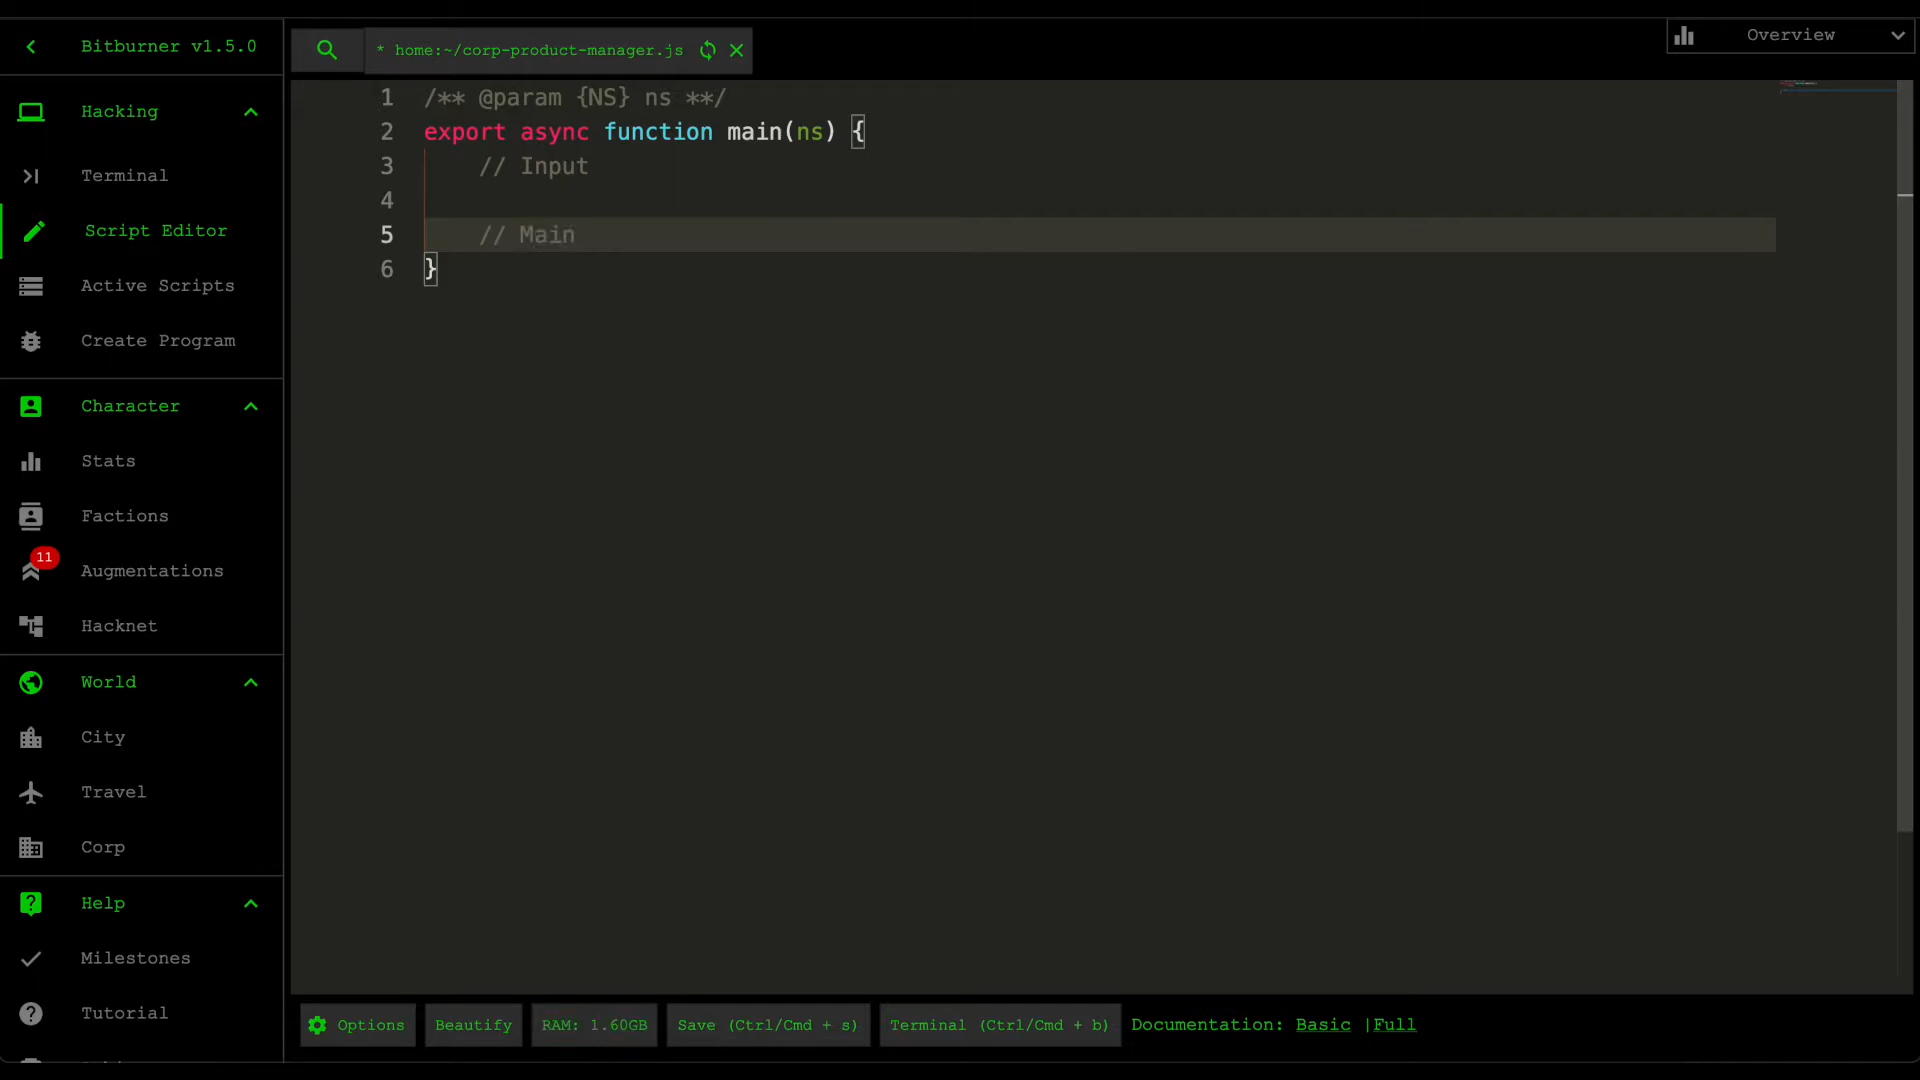 Bitburner v1.5.0
Hacking
Terminal
Script Editor
Active Scripts
Create Program
Character
Stats
Factions
11
Augmentations
Hacknet
World
City
Travel
Corp
Help
Milestones
Tutorial
* home:~/corp-product-manager.js
Overview
1 /** @param {NS} ns **/
2 export async function main(ns) {
3 // Input
4
5 // Main
6 }
Options
Beautify
RAM: 1.60GB
Save (Ctrl/Cmd + s)
Terminal (Ctrl/Cmd + b)
Documentation: Basic |Full